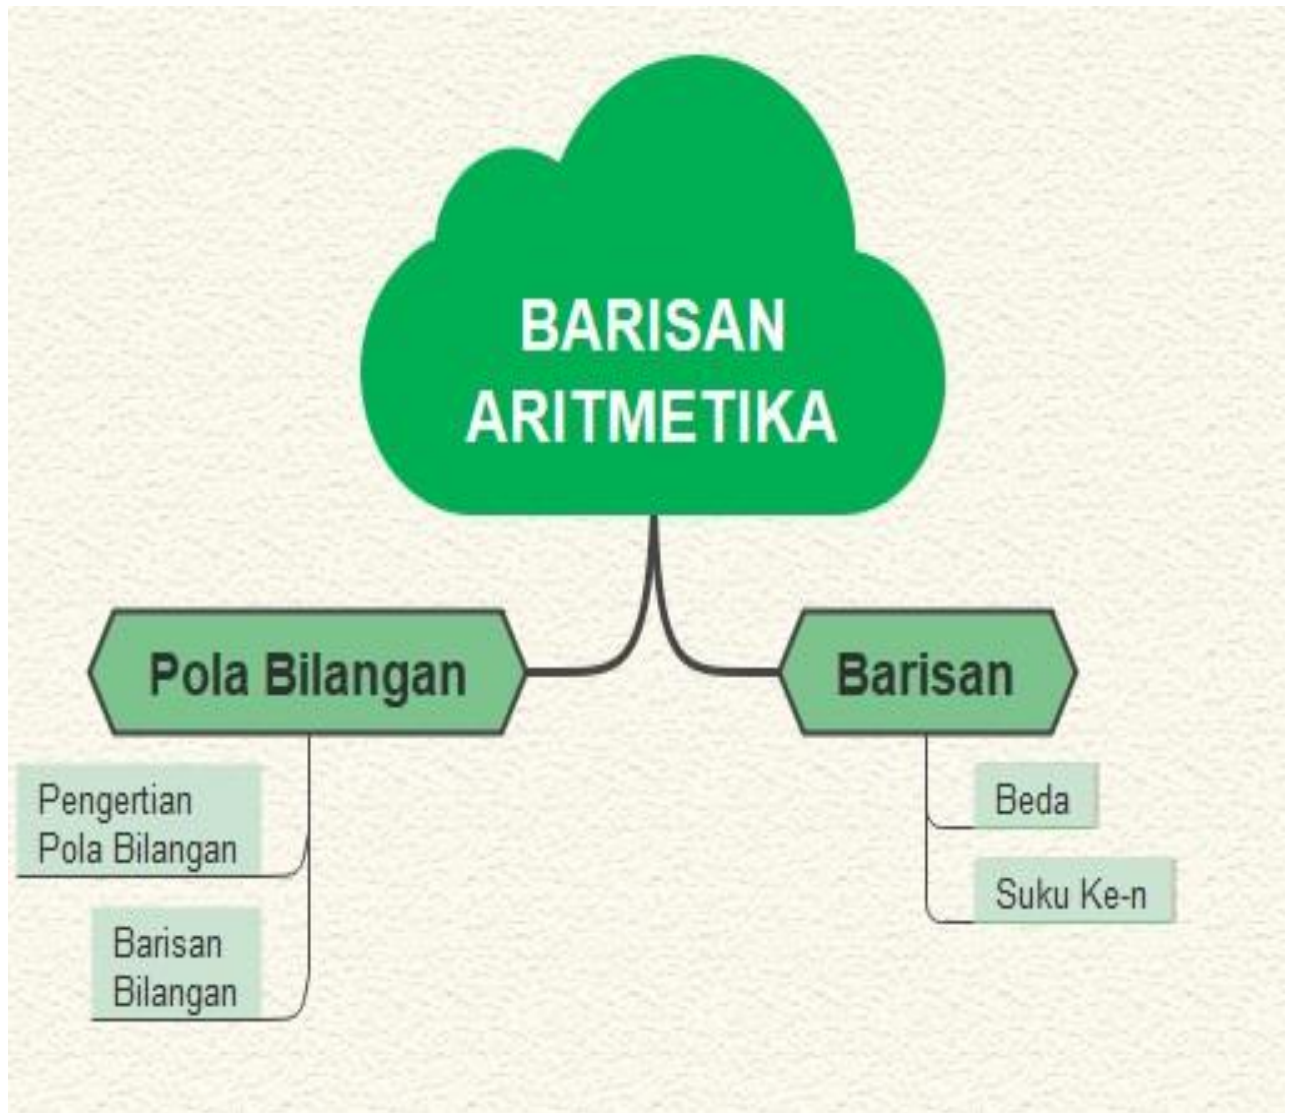 BARISAN
ARITMETIKA
Pola Bilangan
Pengertian
Pola Bilangan
Barisan
Bilangan
Barisan
Beda
Suku Ke-n